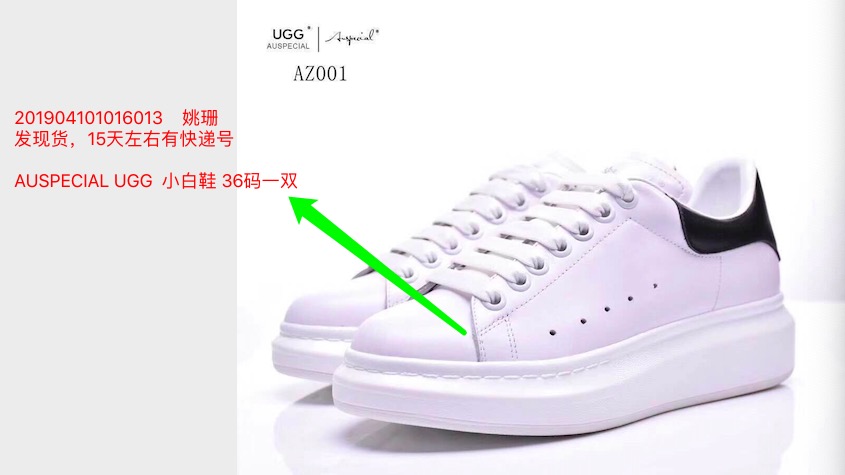 UGG*
AUSPECIAL
Auspecial*
AZ001
201904101016013 姚珊
发现货，15天左右有快递号
AUSPECIAL UGG 小白鞋 36码一双